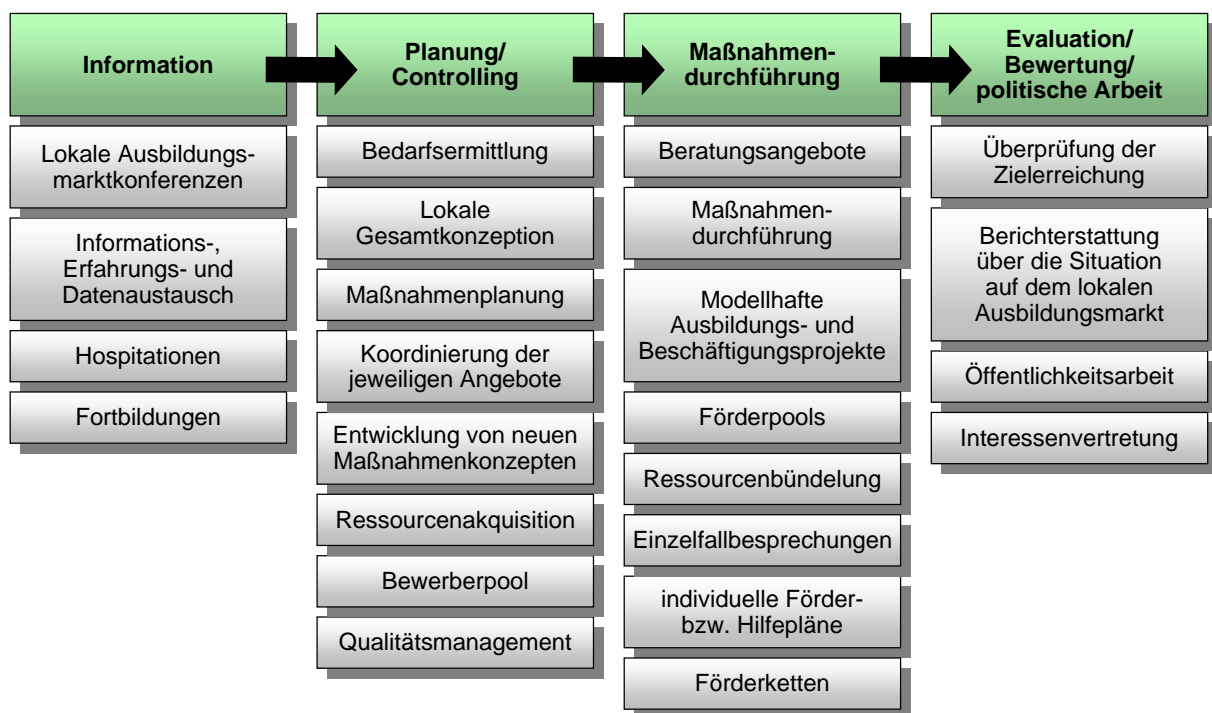 Information
Lokale Ausbildungs-
marktkonferenzen
Informations-,
Erfahrungs- und
Datenaustausch
Hospitationen
Fortbildungen
Planung/
Controlling
Bedarfsermittlung
Lokale
Gesamtkonzeption
Maßnahmenplanung
Koordinierung der
jeweiligen Angebote
Entwicklung von neuen
Maßnahmenkonzepten
Ressourcenakquisition
Bewerberpool
Qualitätsmanagement
Maßnahmen-
durchführung
Beratungsangebote
Maßnahmen-
durchführung
Modellhafte
Ausbildungs- und
Beschäftigungsprojekte
Förderpools
Ressourcenbündelung
Einzelfallbesprechungen
individuelle Förder-
bzw. Hilfepläne
Förderketten
Evaluation/
Bewertung/
politische Arbeit
Überprüfung der
Zielerreichung
Berichterstattung
über die Situation
auf dem lokalen
Ausbildungsmarkt
Öffentlichkeitsarbeit
Interessenvertretung